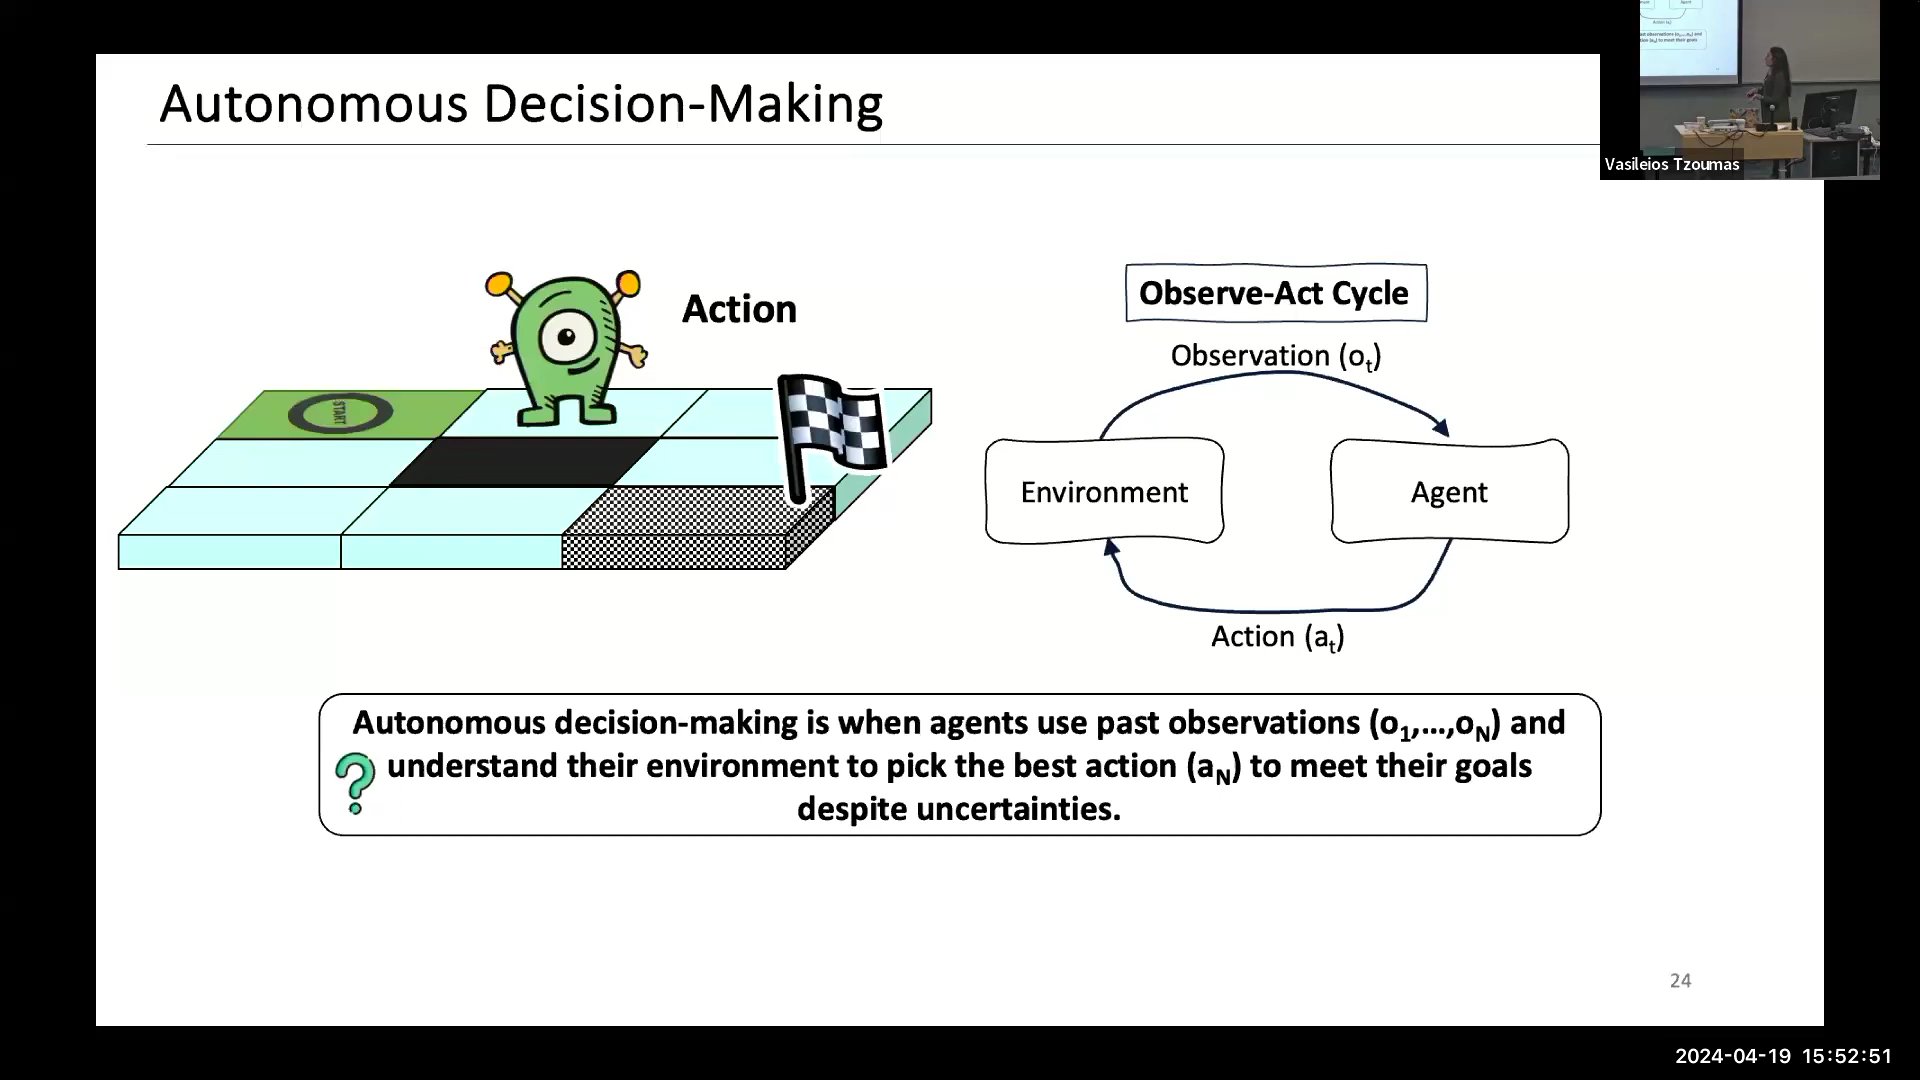 Autonomous Decision-Making
Vasileios Tzoumas
Action
START
Observe-Act Cycle
Observation (oₜ)
Environment
Agent
Action (aₜ)
Autonomous decision-making is when agents use past observations (o₁,…,o_N) and
understand their environment to pick the best action (a_N) to meet their goals
despite uncertainties.
24
2024-04-19 15:52:51